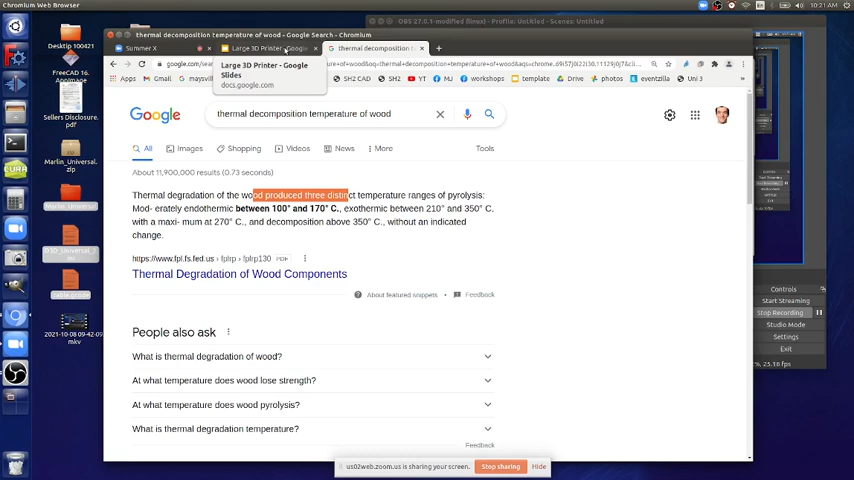 Chromium Web Browser
10:21 AM
OBS 27.0.1-modified (linux) - Profile: Untitled - Scenes: Untitled
thermal decomposition temperature of wood - Google Search - Chromium
Summer X
Large 3D Printer - Google
thermal decomposition
Desktip 100421
FreeCAD 16.
AppImage
Sellers Disclosure.
pdf
Marlin_Universal.
zip
Marlin_Universal
D3D_Universal_
cable.gcode
2021-10-08 09-42-09
mkv
Large 3D Printer - Google
Slides
docs.google.com
Apps
SH2 CAD
SH2
YT
MJ
workshops
template
Drive
photos
eventzilla
Uni 3
Google
thermal decomposition temperature of wood
All
Images
Shopping
Videos
News
More
Tools
About 11,900,000 results (0.73 seconds)
Thermal degradation of the wood produced three distinct temperature ranges of pyrolysis:
Mod- erately endothermic between 100° and 170° C., exothermic between 210° and 350° C.
with a maxi- mum at 270° C., and decomposition above 350° C., without an indicated
change.
https://www.fpl.fs.fed.us › fplrp › fplrp130 PDF
Thermal Degradation of Wood Components
About featured snippets
Feedback
People also ask
What is thermal degradation of wood?
At what temperature does wood lose strength?
At what temperature does wood pyrolysis?
What is thermal degradation temperature?
Feedback
us02web.zoom.us is sharing your screen.
Stop sharing
Hide
Controls
Start Streaming
Stop Recording
Studio Mode
Settings
Exit
25.16 fps